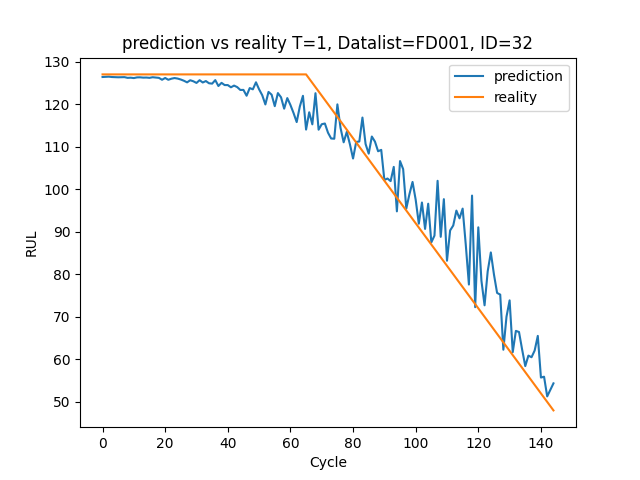 prediction vs reality T=1, Datalist=FD001, ID=32
prediction
reality
130
120
110
100
90
80
70
60
50
RUL
0 20 40 60 80 100 120 140
Cycle